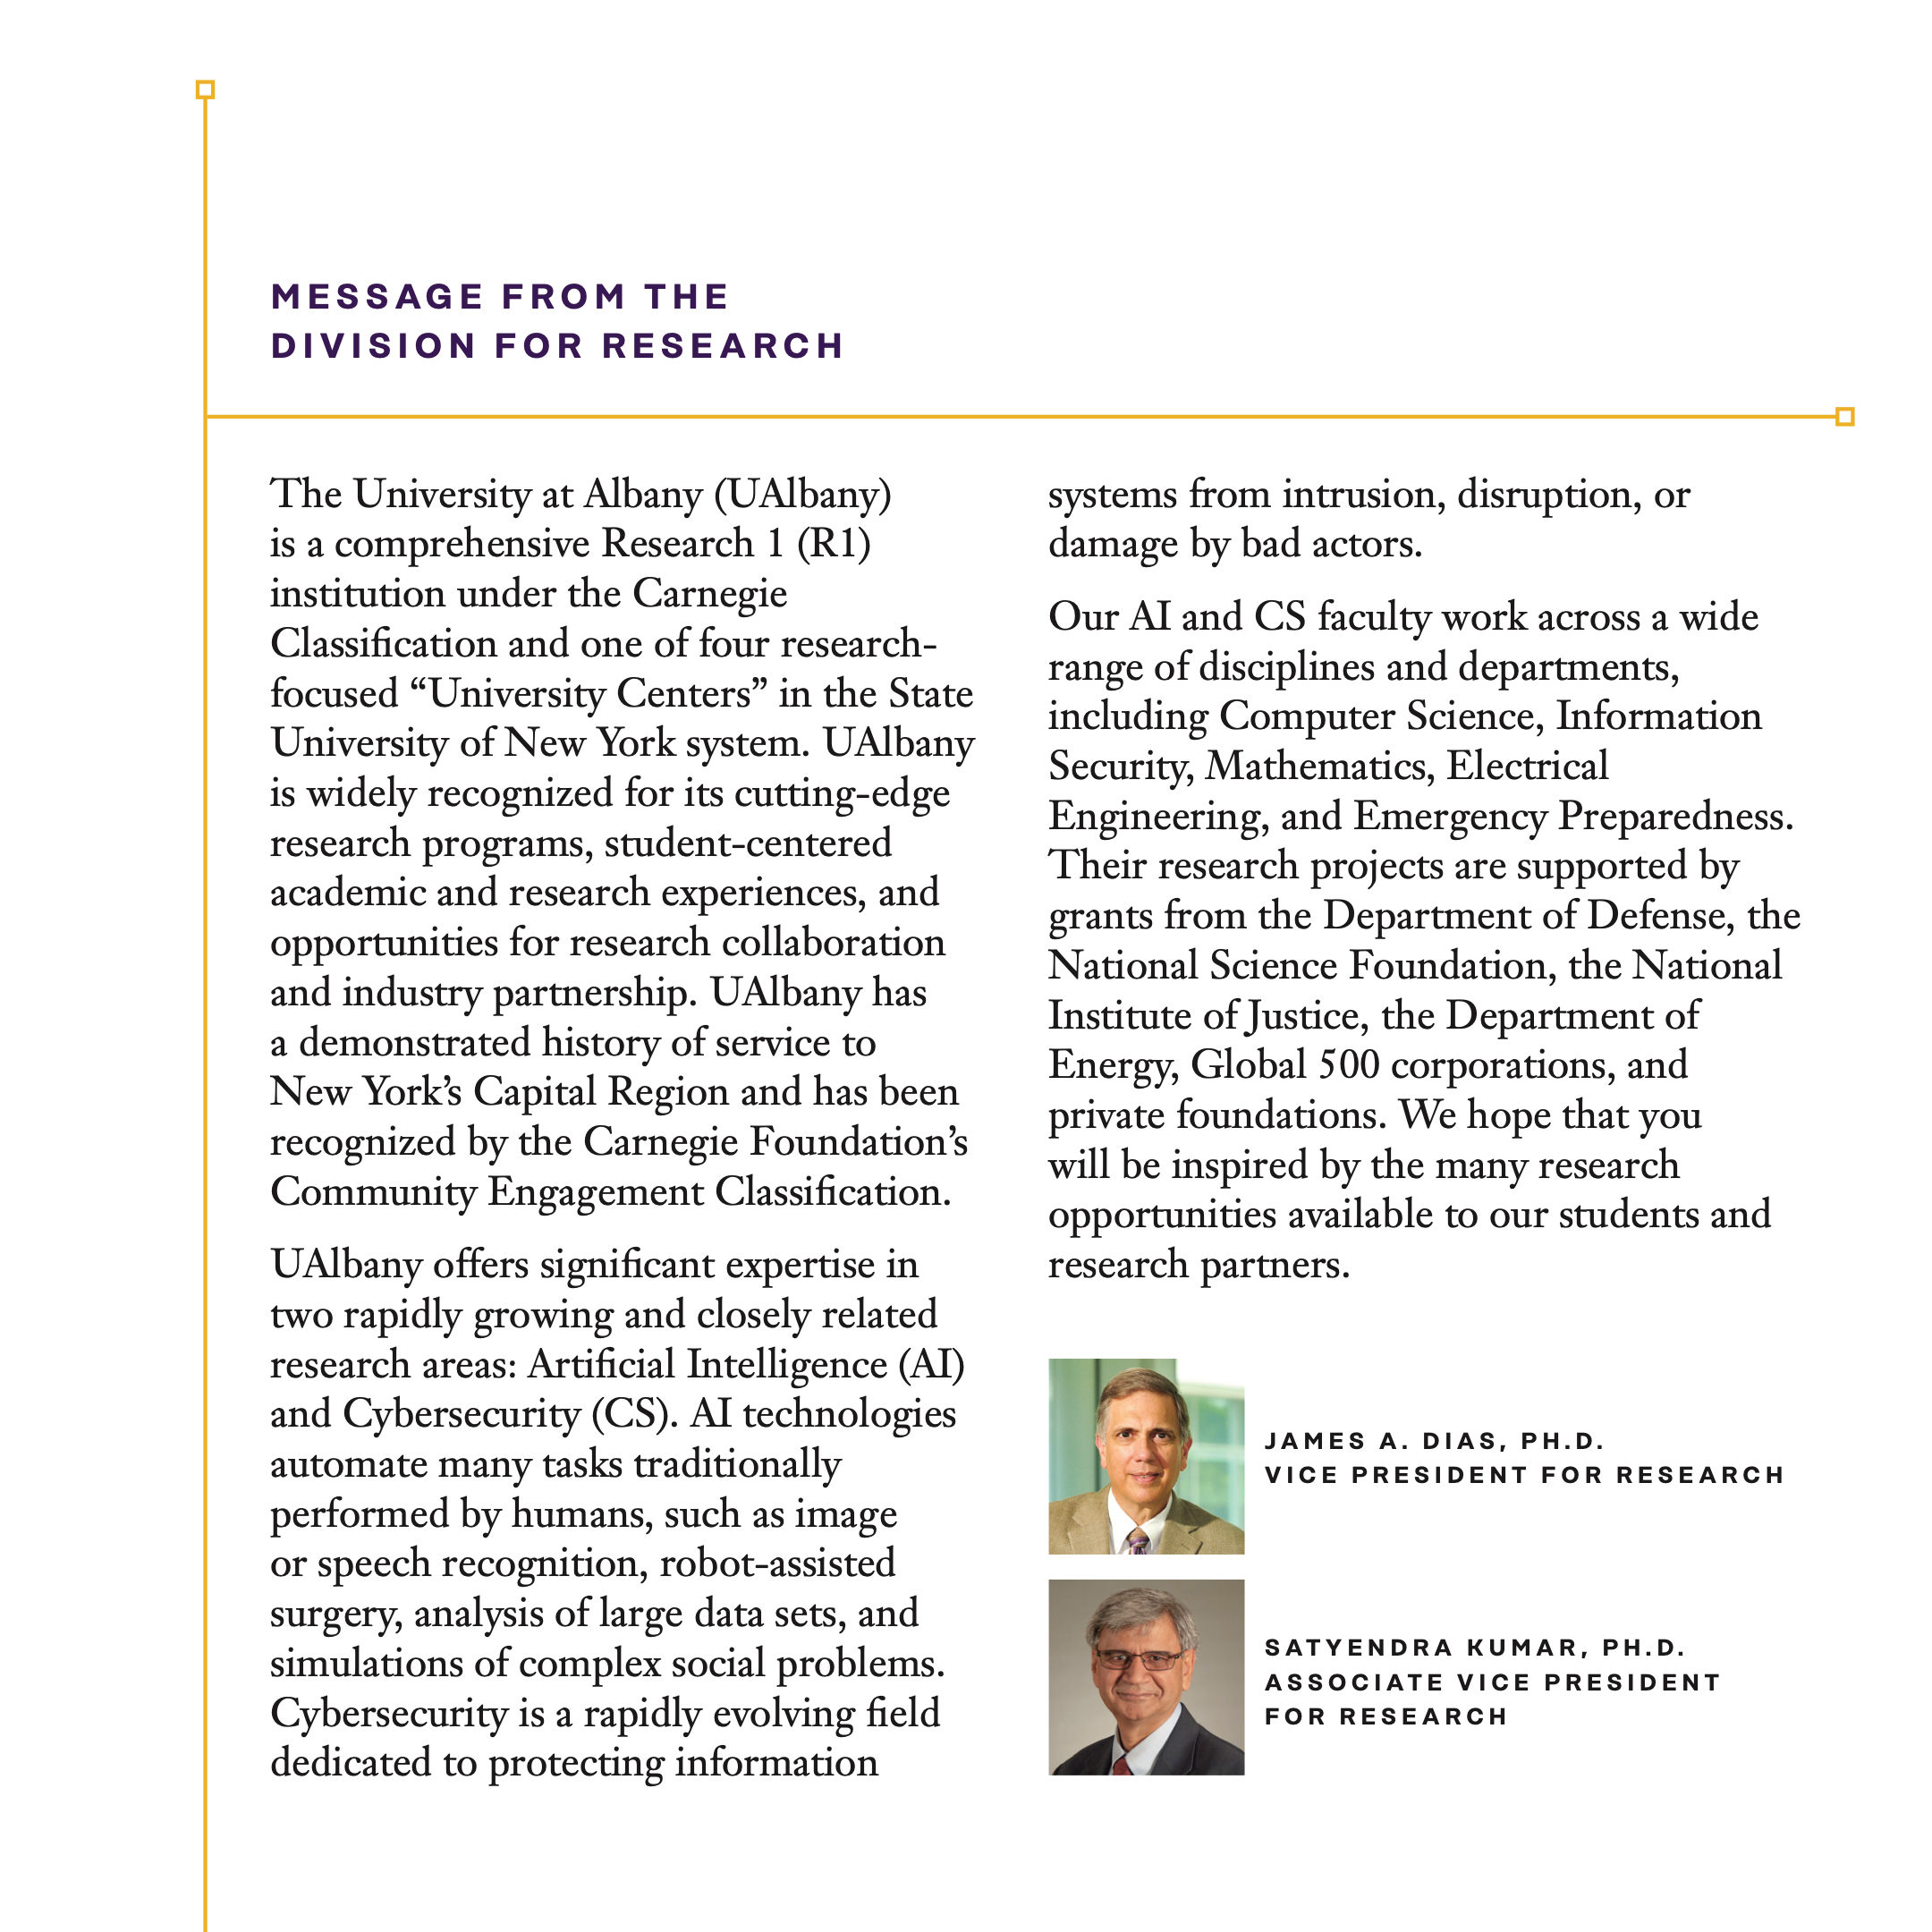 MESSAGE FROM THE
DIVISION FOR RESEARCH
The University at Albany (UAlbany)
is a comprehensive Research 1 (R1)
institution under the Carnegie
Classification and one of four research-
focused “University Centers” in the State
University of New York system. UAlbany
is widely recognized for its cutting-edge
research programs, student-centered
academic and research experiences, and
opportunities for research collaboration
and industry partnership. UAlbany has
a demonstrated history of service to
New York’s Capital Region and has been
recognized by the Carnegie Foundation’s
Community Engagement Classification.
UAlbany offers significant expertise in
two rapidly growing and closely related
research areas: Artificial Intelligence (AI)
and Cybersecurity (CS). AI technologies
automate many tasks traditionally
performed by humans, such as image
or speech recognition, robot-assisted
surgery, analysis of large data sets, and
simulations of complex social problems.
Cybersecurity is a rapidly evolving field
dedicated to protecting information
systems from intrusion, disruption, or
damage by bad actors.
Our AI and CS faculty work across a wide
range of disciplines and departments,
including Computer Science, Information
Security, Mathematics, Electrical
Engineering, and Emergency Preparedness.
Their research projects are supported by
grants from the Department of Defense, the
National Science Foundation, the National
Institute of Justice, the Department of
Energy, Global 500 corporations, and
private foundations. We hope that you
will be inspired by the many research
opportunities available to our students and
research partners.
JAMES A. DIAS, PH.D.
VICE PRESIDENT FOR RESEARCH
SATYENDRA KUMAR, PH.D.
ASSOCIATE VICE PRESIDENT
FOR RESEARCH